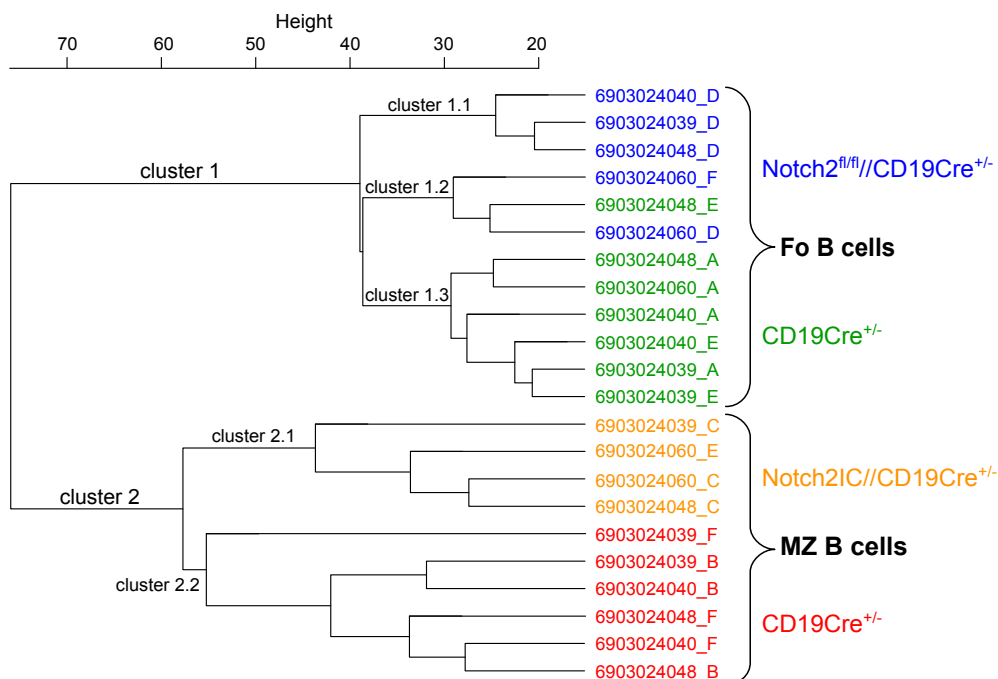 Height
70 60 50 40 30 20
cluster 1.1
cluster 1
cluster 1.2
cluster 1.3
cluster 2.1
cluster 2
cluster 2.2
6903024040_D
6903024039_D
6903024048_D
6903024060_F
6903024048_E
6903024060_D
6903024048_A
6903024060_A
6903024040_A
6903024040_E
6903024039_A
6903024039_E
6903024039_C
6903024060_E
6903024060_C
6903024048_C
6903024039_F
6903024039_B
6903024040_B
6903024048_F
6903024040_F
6903024048_B
Notch2fl/fl//CD19Cre+/-
Fo B cells
CD19Cre+/-
Notch2IC//CD19Cre+/-
MZ B cells
CD19Cre+/-